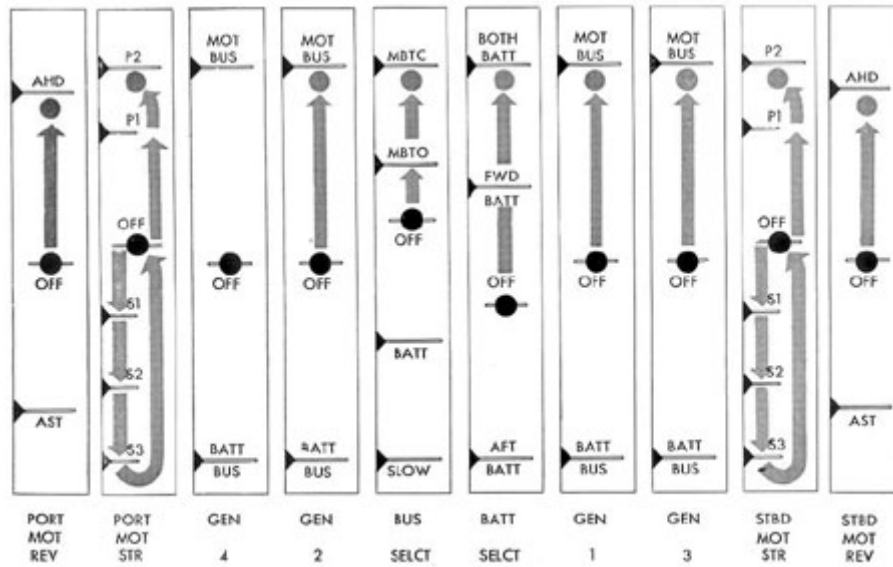 AHD
OFF
AST
PORT
MOT
REV
P2
P1
OFF
S1
S2
S3
PORT
MOT
STR
MOT
BUS
OFF
BATT
BUS
GEN
4
MOT
BUS
OFF
BATT
BUS
GEN
2
MBTC
MBTO
OFF
BATT
SLOW
BUS
SELCT
BOTH
BATT
FWD
BATT
OFF
AFT
BATT
BATT
SELCT
MOT
BUS
OFF
BATT
BUS
GEN
1
MOT
BUS
OFF
BATT
BUS
GEN
3
P2
P1
OFF
S1
S2
S3
STBD
MOT
STR
AHD
OFF
AST
STBD
MOT
REV